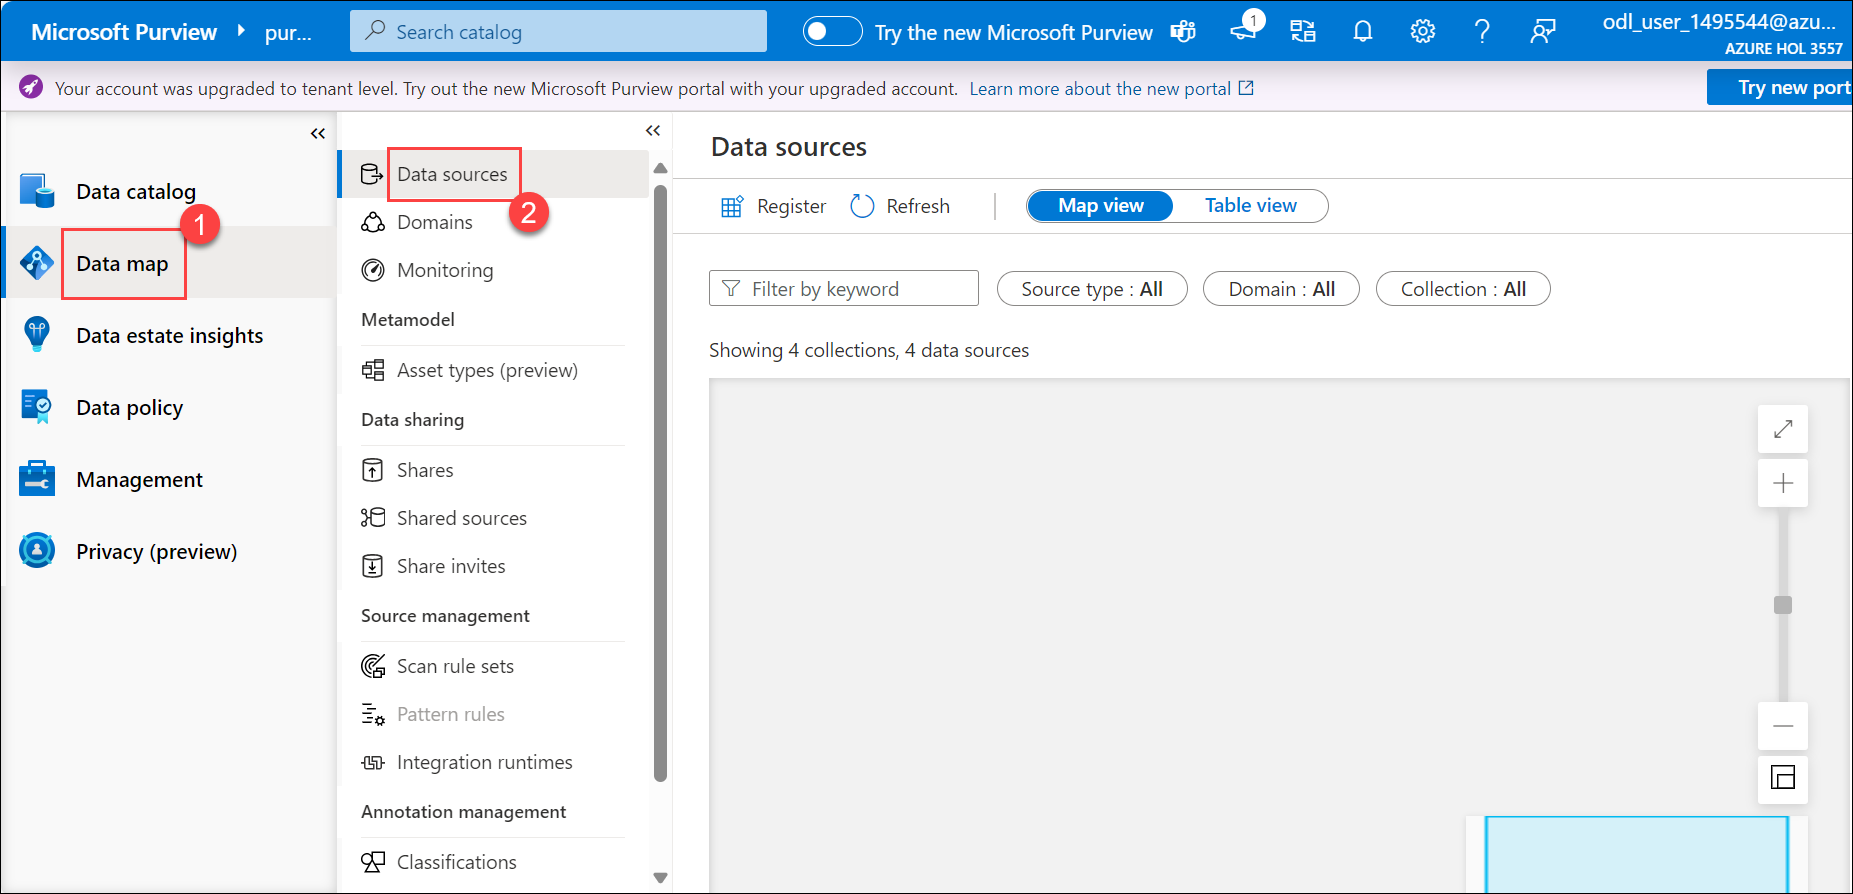 Microsoft Purview pur...
Search catalog
Try the new Microsoft Purview
1
odl_user_1495544@azu...
AZURE HOL 3557
Your account was upgraded to tenant level. Try out the new Microsoft Purview portal with your upgraded account. Learn more about the new portal
Try new port
Data catalog
1
Data map
Data estate insights
Data policy
Management
Privacy (preview)
Data sources
2
Domains
Monitoring
Metamodel
Asset types (preview)
Data sharing
Shares
Shared sources
Share invites
Source management
Scan rule sets
Pattern rules
Integration runtimes
Annotation management
Classifications
Data sources
Register Refresh Map view Table view
Filter by keyword Source type : All Domain : All Collection : All
Showing 4 collections, 4 data sources